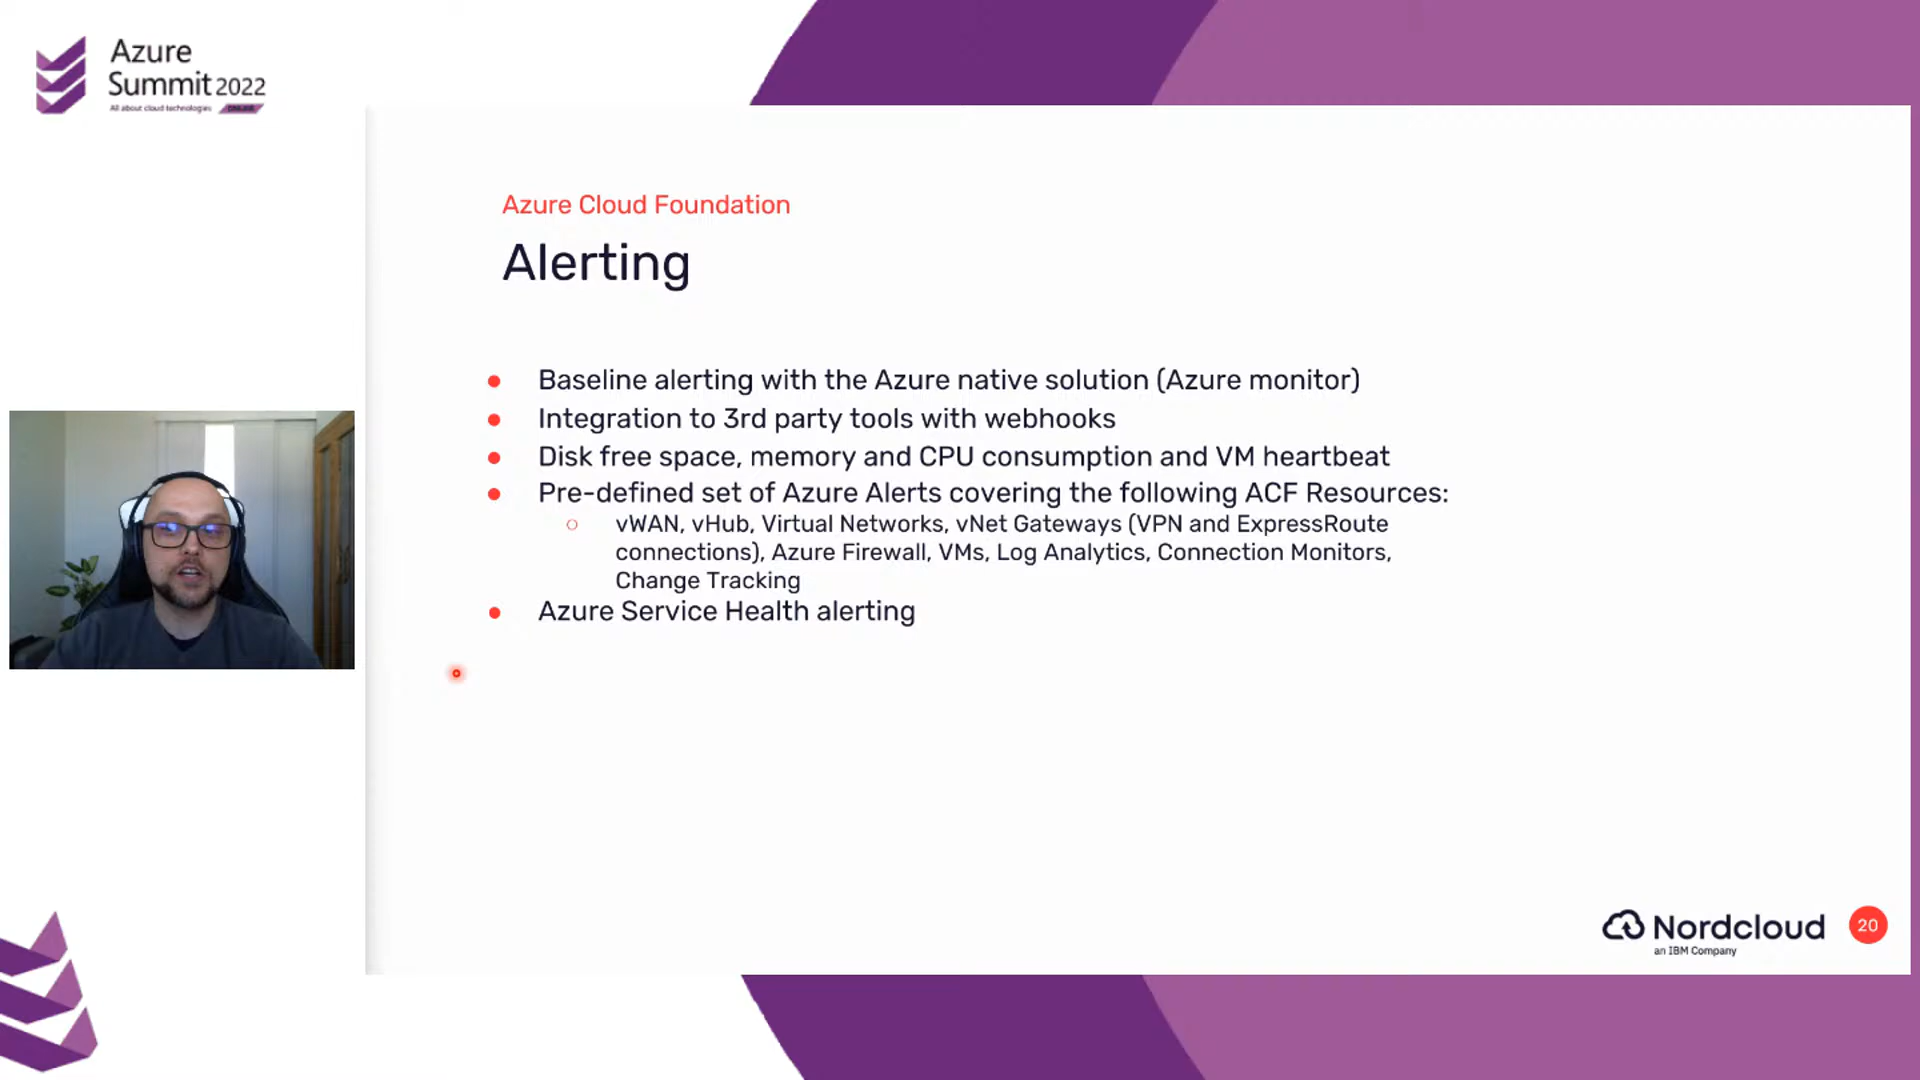 Azure
Summit 2022
All about cloud technologies ONLINE
Azure Cloud Foundation
Alerting
● Baseline alerting with the Azure native solution (Azure monitor)
● Integration to 3rd party tools with webhooks
● Disk free space, memory and CPU consumption and VM heartbeat
● Pre-defined set of Azure Alerts covering the following ACF Resources:
○ vWAN, vHub, Virtual Networks, vNet Gateways (VPN and ExpressRoute
connections), Azure Firewall, VMs, Log Analytics, Connection Monitors,
Change Tracking
● Azure Service Health alerting
Nordcloud
an IBM Company
20